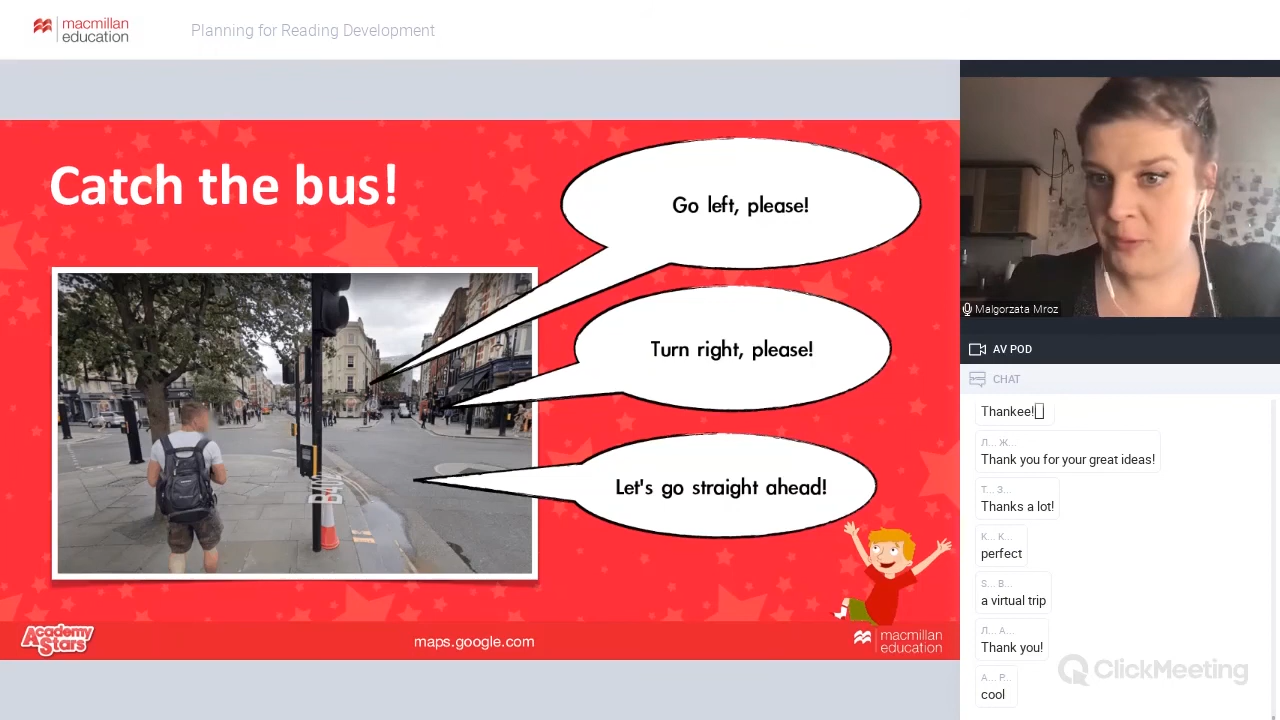 macmillan
education
Planning for Reading Development
Catch the bus!
Go left, please!
Turn right, please!
Let's go straight ahead!
Academy
Stars
maps.google.com
macmillan
education
Malgorzata Mroz
AV POD
CHAT
Thankee!
Л... Ж...
Thank you for your great ideas!
Т... З...
Thanks a lot!
К... К...
perfect
S... B...
a virtual trip
Л... А...
Thank you!
А... Р...
cool
ClickMeeting